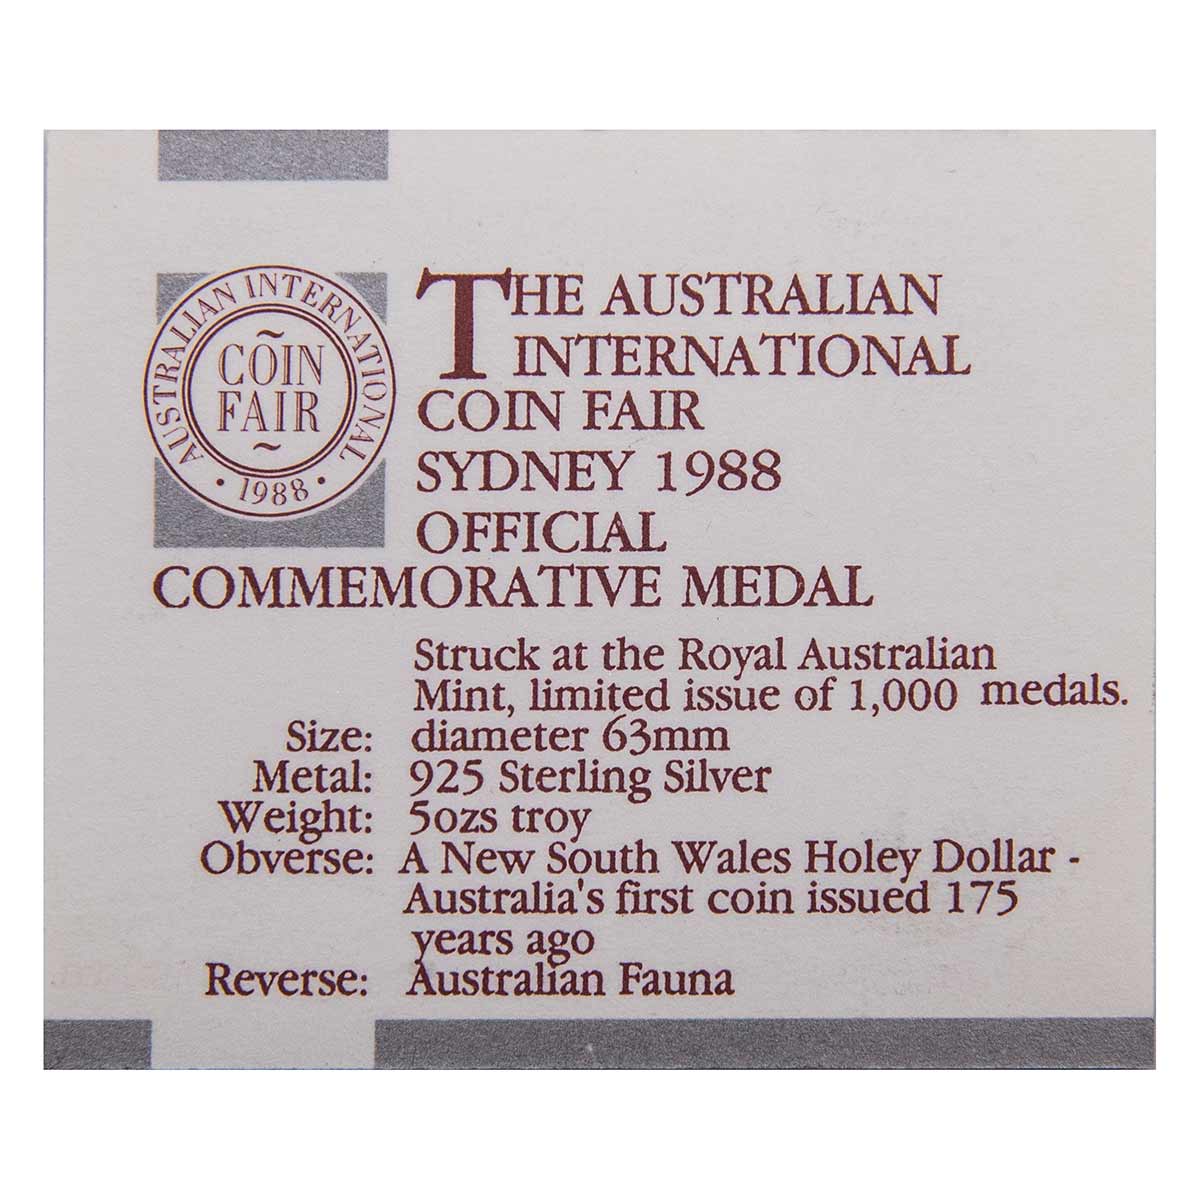 AUSTRALIAN INTERNATIONAL
COIN
FAIR
• 1988 •
THE AUSTRALIAN
INTERNATIONAL
COIN FAIR
SYDNEY 1988
OFFICIAL
COMMEMORATIVE MEDAL
Struck at the Royal Australian
Mint, limited issue of 1,000 medals.
Size: diameter 63mm
Metal: 925 Sterling Silver
Weight: 5ozs troy
Obverse: A New South Wales Holey Dollar -
Australia's first coin issued 175
years ago
Reverse: Australian Fauna